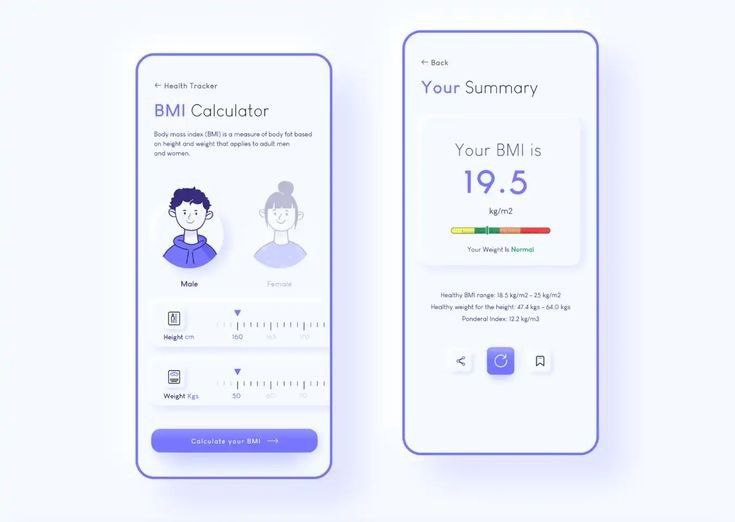 ← Health Tracker
BMI Calculator
Body mass index (BMI) is a measure of body fat based
on height and weight that applies to adult men
and women.
Male
Female
Height cm
160 165 170
Weight Kgs
50 60 70
Calculate your BMI →
← Back
Your Summary
Your BMI is
19.5
kg/m2
Your Weight Is Normal
Healthy BMI range: 18.5 kg/m2 - 25 kg/m2
Healthy weight for the height: 47.4 kgs - 64.0 kgs
Ponderal Index: 12.2 kg/m3